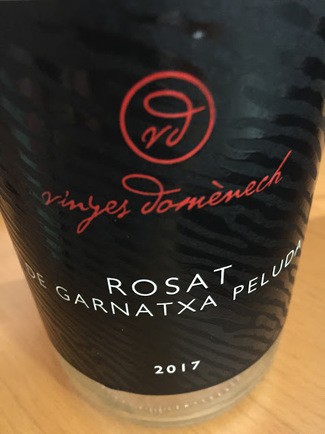 vd
vinyes domènech
ROSAT
DE GARNATXA PELUDA
2017